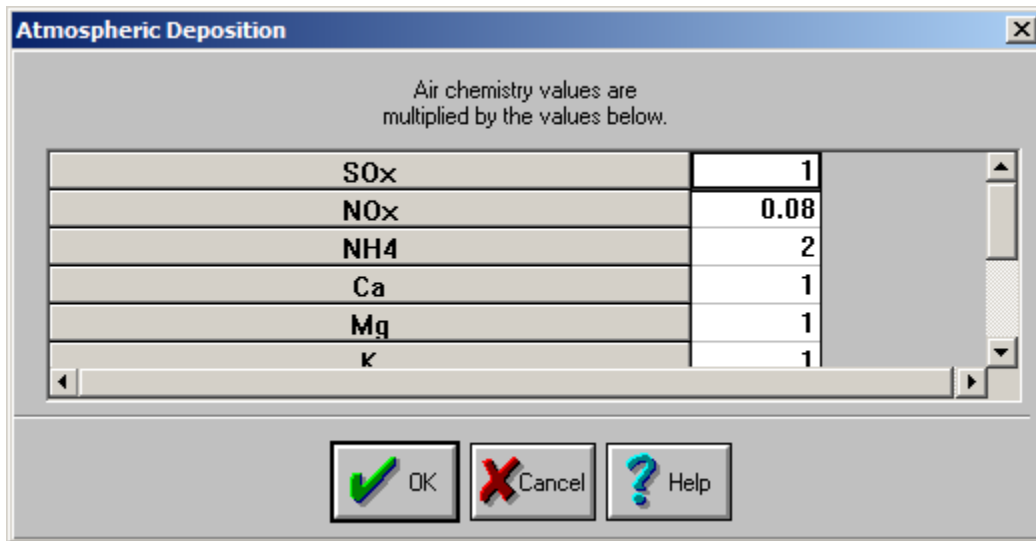 Atmospheric Deposition
Air chemistry values are
multiplied by the values below.
SOx 1
NOx 0.08
NH4 2
Ca 1
Mg 1
K 1
OK Cancel Help